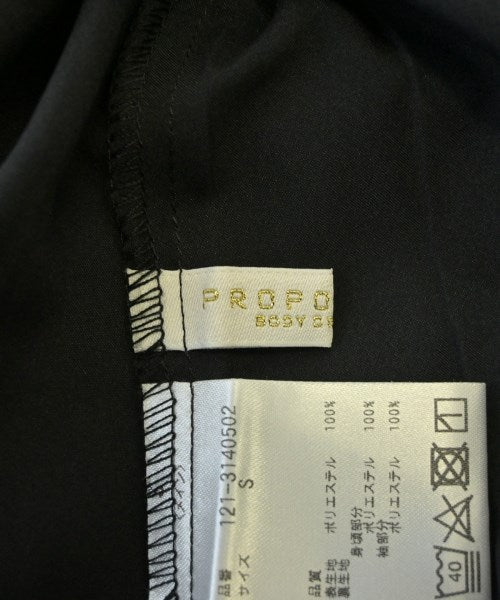 PROPO
BODY D
品番 121-3140502
サイズ S
品質
表生地 ポリエステル 100%
裏生地
身頃部分 ポリエステル 100%
袖部分 ポリエステル 100%
40